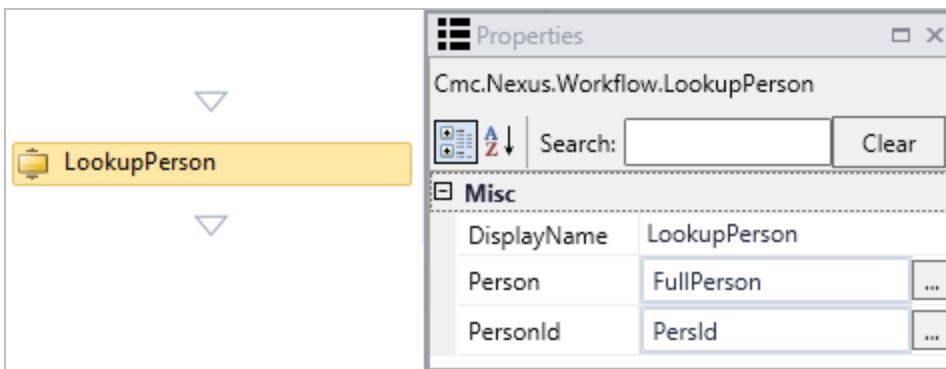 Properties
Cmc.Nexus.Workflow.LookupPerson
A
Z
Search:
Clear
LookupPerson
Misc
DisplayName LookupPerson
Person FullPerson ...
PersonId PersId ...